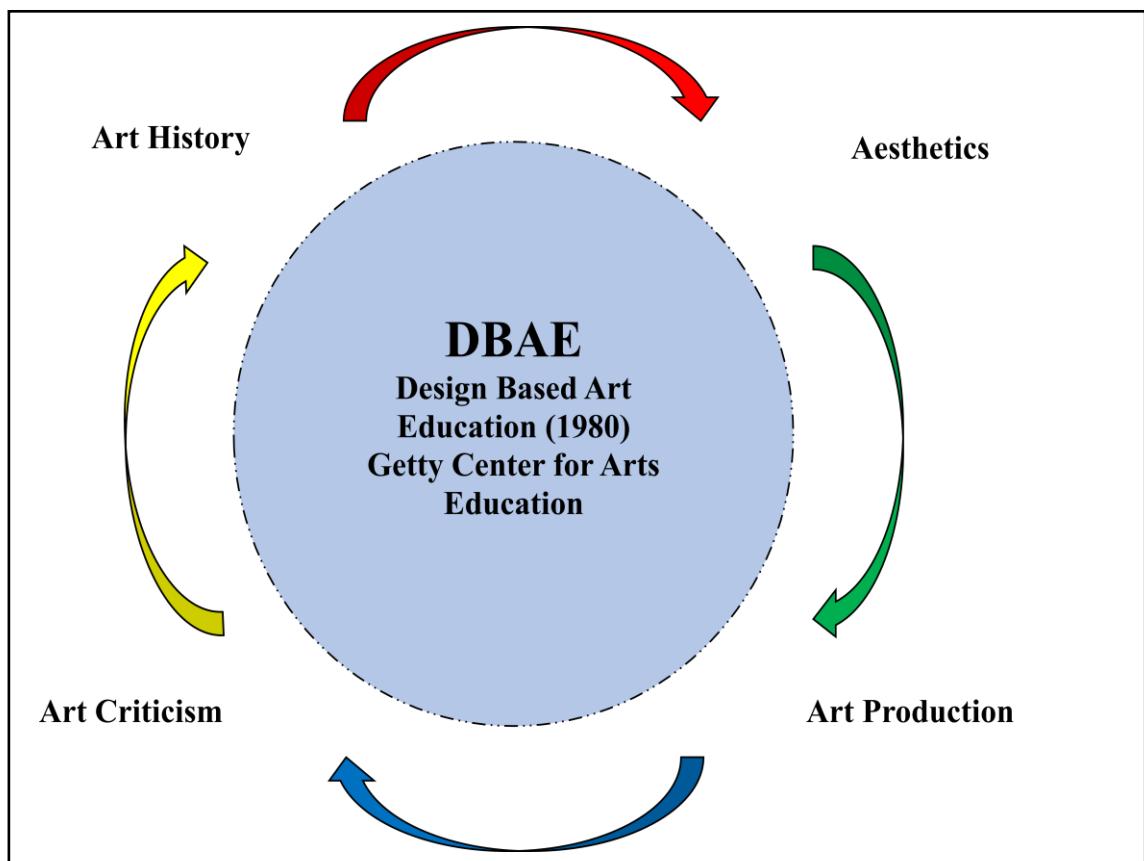 Art History
Aesthetics
DBAE
Design Based Art
Education (1980)
Getty Center for Arts
Education
Art Criticism
Art Production